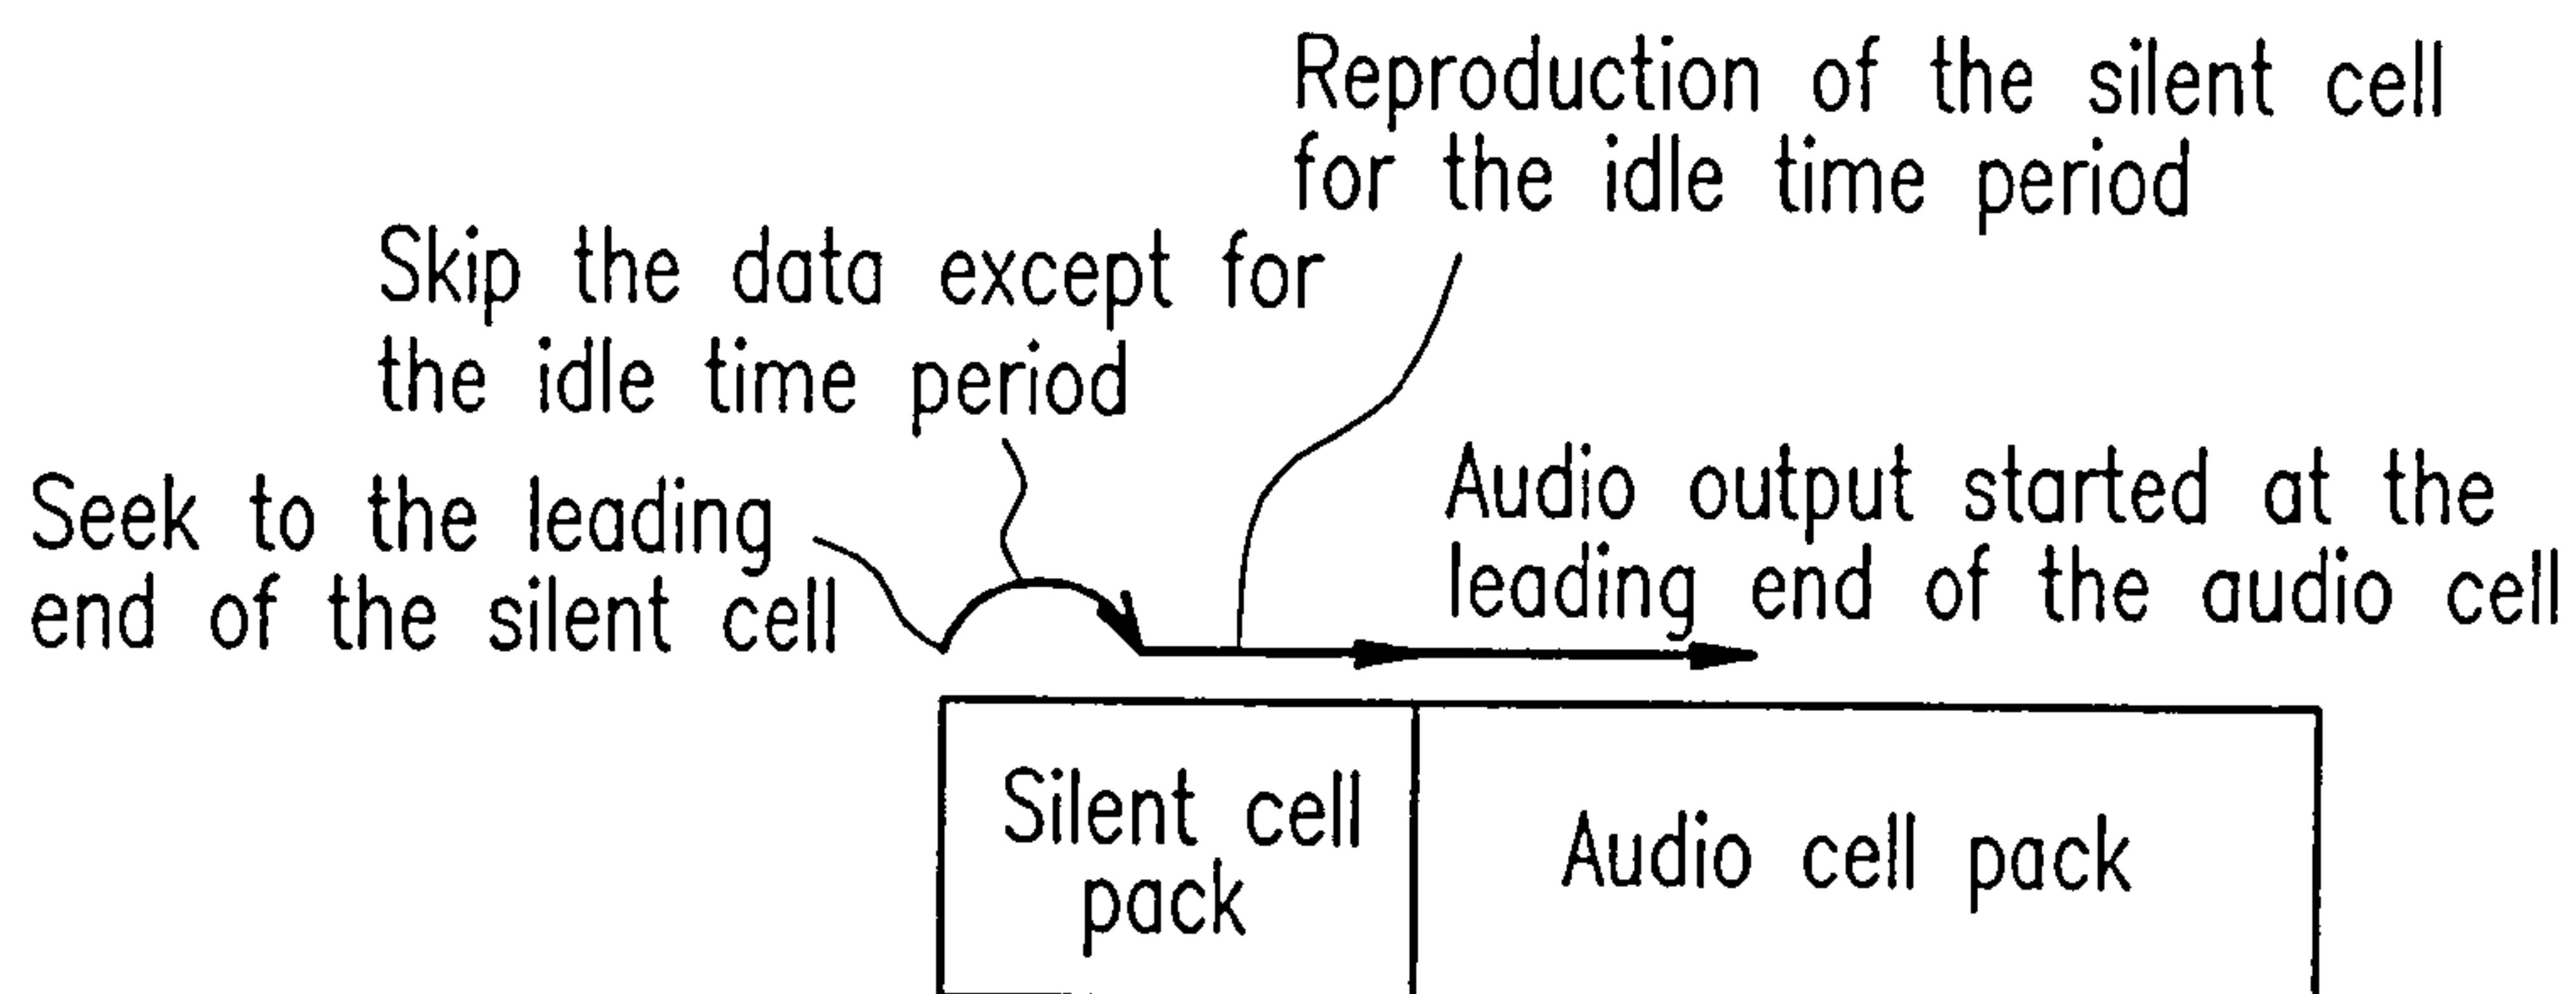 Reproduction of the silent cell
for the idle time period
Skip the data except for
the idle time period
Seek to the leading
end of the silent cell
Audio output started at the
leading end of the audio cell
Silent cell
pack
Audio cell pack